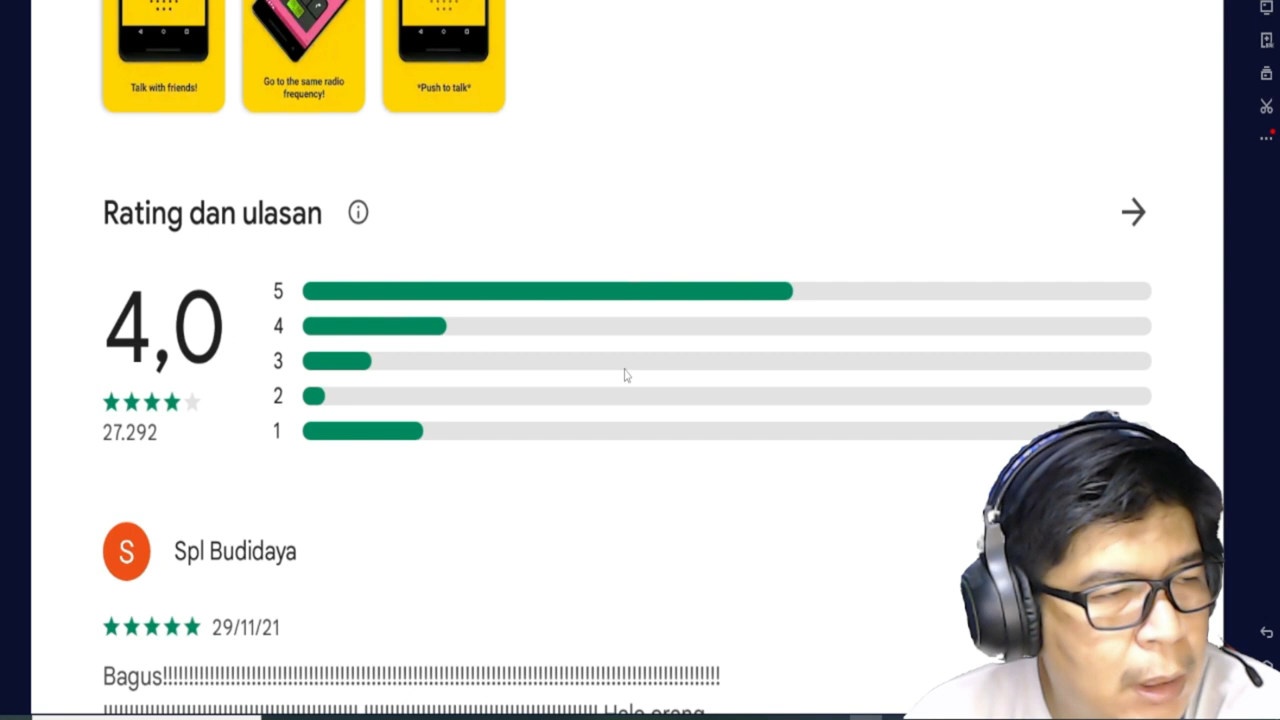 Talk with friends!
Go to the same radio
frequency!
*Push to talk*
Rating dan ulasan
4,0
27.292
5
4
3
2
1
S
Spl Budidaya
29/11/21